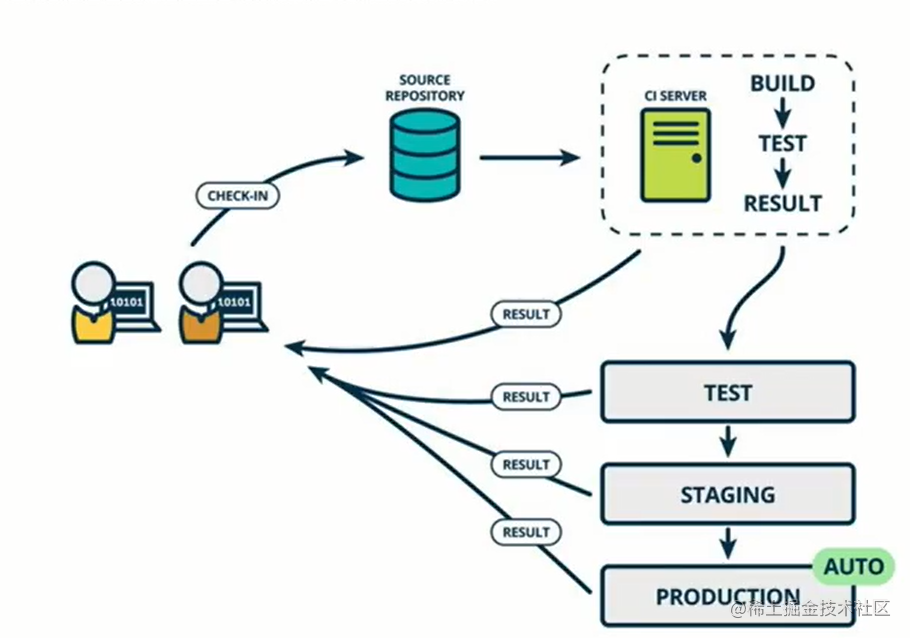 SOURCE
REPOSITORY
CI SERVER
BUILD
TEST
RESULT
CHECK-IN
10101
10101
RESULT
RESULT
TEST
RESULT
STAGING
RESULT
AUTO
PRODUCTION
@稀土掘金技术社区